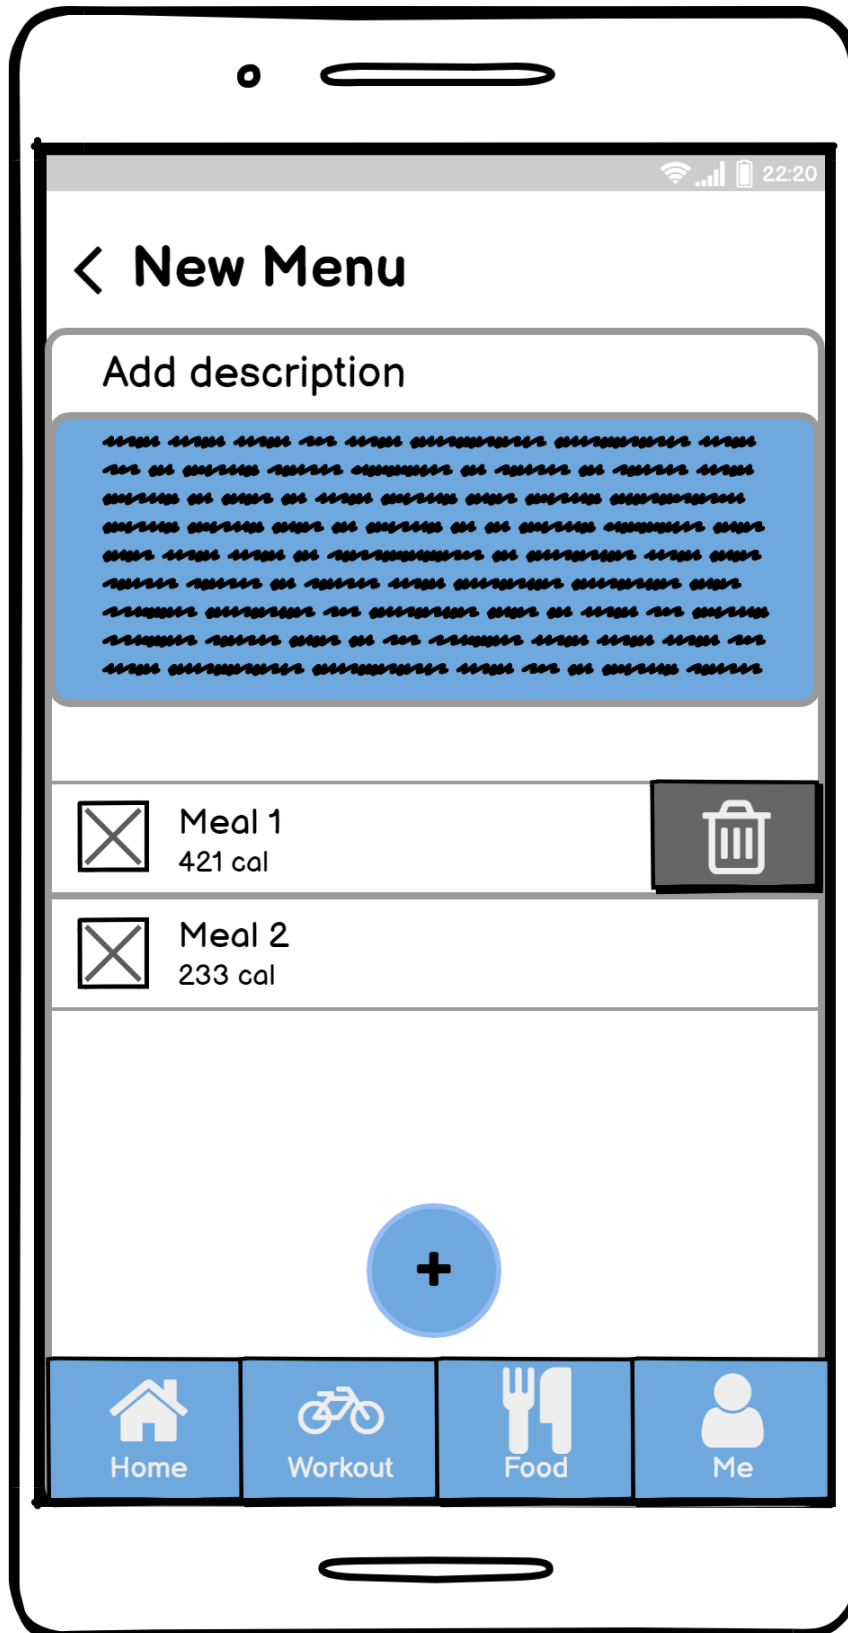 22:20
New Menu
Add description
Meal 1
421 cal
Meal 2
233 cal
+
Home
Workout
Food
Me